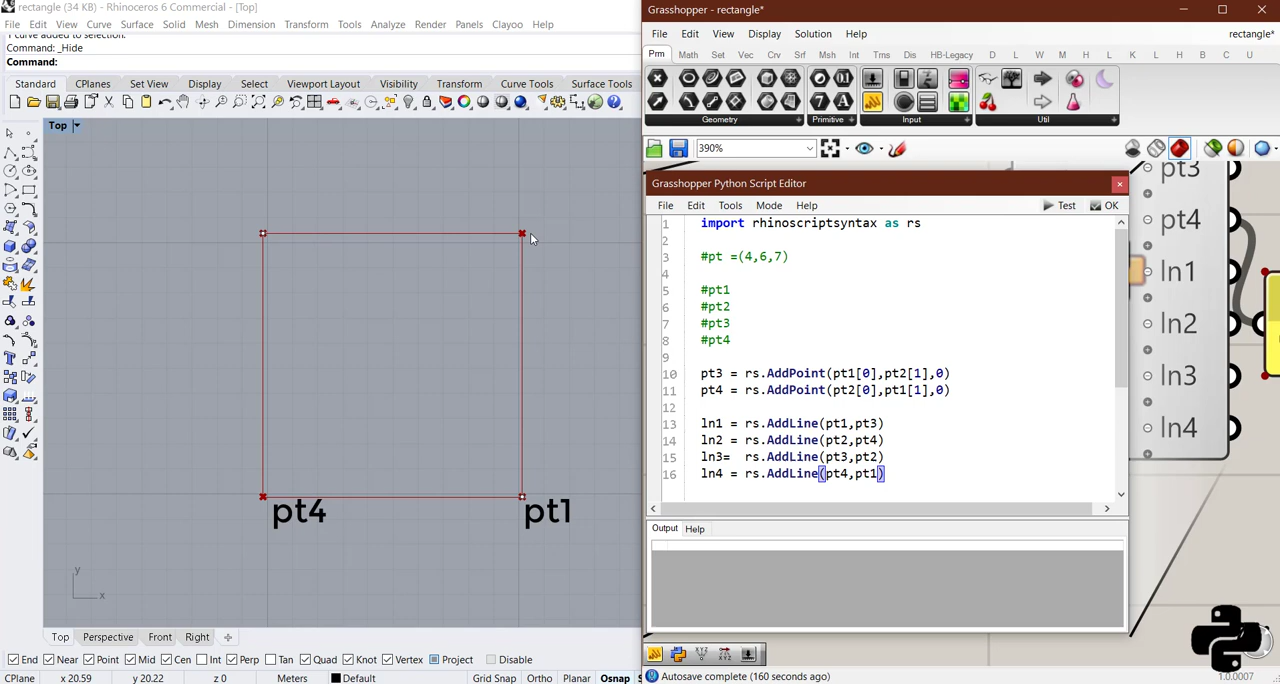 rectangle (34 KB) - Rhinoceros 6 Commercial - [Top]
File Edit View Curve Surface Solid Mesh Dimension Transform Tools Analyze Render Panels Clayoo Help
1 curve added to selection.
Command: _Hide
Command:
Standard CPlanes Set View Display Select Viewport Layout Visibility Transform Curve Tools Surface Tools
Top
pt4
pt1
y
x
Top Perspective Front Right
End Near Point Mid Cen Int Perp Tan Quad Knot Vertex Project Disable
CPlane x 20.59 y 20.22 z 0 Meters Default Grid Snap Ortho Planar Osnap S
Grasshopper - rectangle*
File Edit View Display Solution Help rectangle*
Prm Math Set Vec Crv Srf Msh Int Trns Dis HB-Legacy D L W M H L K L H B C U
Geometry Primitive Input Util
390%
Grasshopper Python Script Editor
File Edit Tools Mode Help Test OK
1 import rhinoscriptsyntax as rs
2
3 #pt =(4,6,7)
4
5 #pt1
6 #pt2
7 #pt3
8 #pt4
9
10 pt3 = rs.AddPoint(pt1[0],pt2[1],0)
11 pt4 = rs.AddPoint(pt2[0],pt1[1],0)
12
13 ln1 = rs.AddLine(pt1,pt3)
14 ln2 = rs.AddLine(pt2,pt4)
15 ln3=  rs.AddLine(pt3,pt2)
16 ln4 = rs.AddLine(pt4,pt1)
Output Help
pt3
pt4
ln1
ln2
ln3
ln4
Autosave complete (160 seconds ago)
1.0.0007